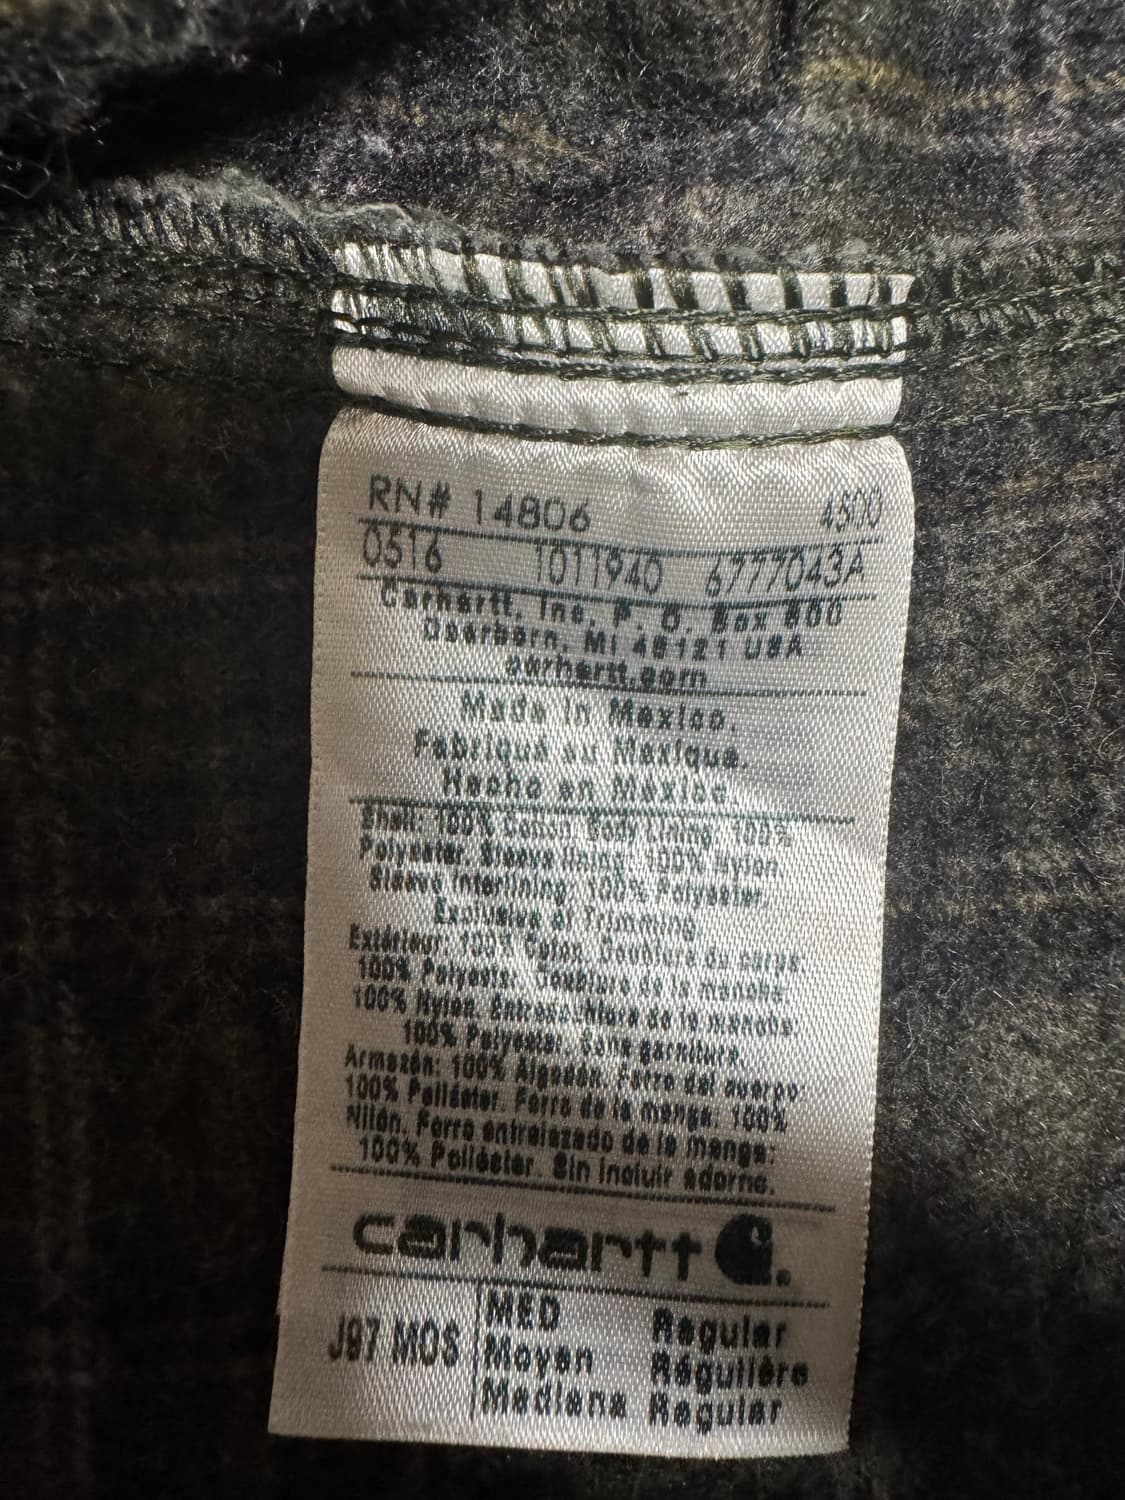 RN# 14806 4500
0516 1011940 6777043A
Carhartt, Inc. P. O. Box 600
Dearborn, MI 48121 USA
carhartt.com
Made in Mexico.
Fabriqué au Mexique.
Hecho en México.
Shell: 100% Cotton. Body Lining: 100%
Polyester. Sleeve lining: 100% Nylon.
Sleeve Interlining: 100% Polyester
Exclusive of Trimming
Extérieur: 100% Coton. Doublure du corps:
100% Polyester. Doublure de la manche:
100% Nylon. Entredoublure de la manche:
100% Polyester. Sans garniture.
Armazón: 100% Algodón. Forro del cuerpo:
100% Poliéster. Forro de la manga: 100%
Nilón. Forro entrelazado de la manga:
100% Poliéster. Sin incluir adorno.
carhartt
J97 MOS MED Regular
Moyen Régulière
Mediana Regular